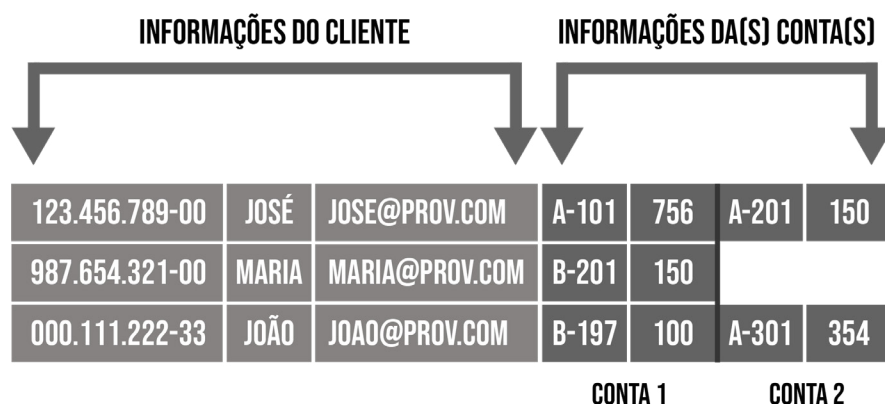 INFORMAÇÕES DO CLIENTE INFORMAÇÕES DA(S) CONTA(S)
123.456.789-00 JOSÉ JOSE@PROV.COM A-101 756 A-201 150
987.654.321-00 MARIA MARIA@PROV.COM B-201 150
000.111.222-33 JOÃO JOAO@PROV.COM B-197 100 A-301 354
CONTA 1 CONTA 2